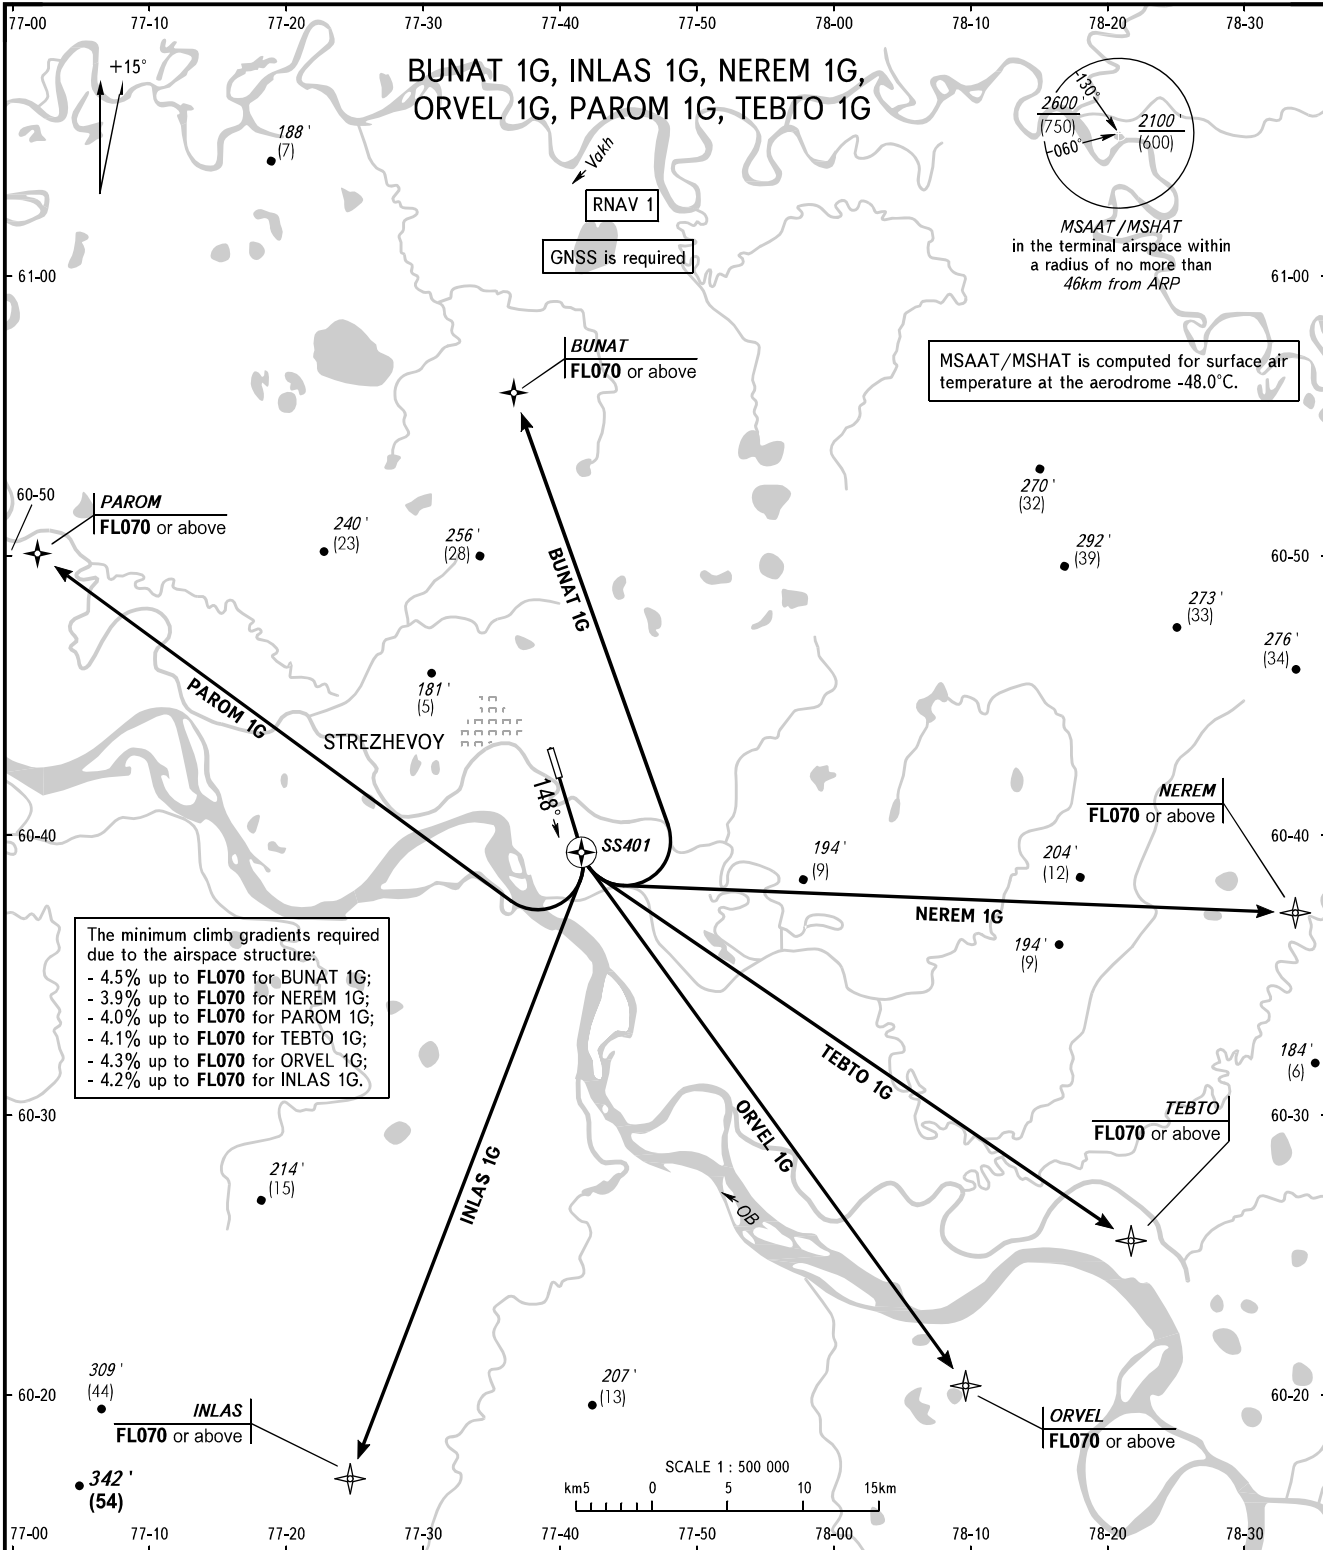 77-00 77-10 77-20 77-30 77-40 77-50 78-00 78-10 78-20 78-30
+15°
BUNAT 1G, INLAS 1G, NEREM 1G,
ORVEL 1G, PAROM 1G, TEBTO 1G
130°
2600'
(750)
2100'
(600)
060°
188'
(7)
Vakh
RNAV 1
GNSS is required
MSAAT/MSHAT
in the terminal airspace within
a radius of no more than
46km from ARP
61-00 61-00
BUNAT
FL070 or above
MSAAT/MSHAT is computed for surface air
temperature at the aerodrome -48.0°C.
60-50
PAROM
FL070 or above
240'
(23)
256'
(28)
270'
(32)
292'
(39)
60-50
273'
(33)
276'
(34)
BUNAT 1G
PAROM 1G
181'
(5)
STREZHEVOY
148°
SS401
NEREM
FL070 or above
60-40 60-40
194'
(9)
204'
(12)
NEREM 1G
194'
(9)
The minimum climb gradients required
due to the airspace structure:
- 4.5% up to FL070 for BUNAT 1G;
- 3.9% up to FL070 for NEREM 1G;
- 4.0% up to FL070 for PAROM 1G;
- 4.1% up to FL070 for TEBTO 1G;
- 4.3% up to FL070 for ORVEL 1G;
- 4.2% up to FL070 for INLAS 1G.
184'
(6)
TEBTO 1G
ORVEL 1G
INLAS 1G
60-30 60-30
TEBTO
FL070 or above
214'
(15)
OB
309'
(44)
60-20 60-20
207'
(13)
INLAS
FL070 or above
ORVEL
FL070 or above
342'
(54)
SCALE 1 : 500 000
km5 0 5 10 15km
77-00 77-10 77-20 77-30 77-40 77-50 78-00 78-10 78-20 78-30